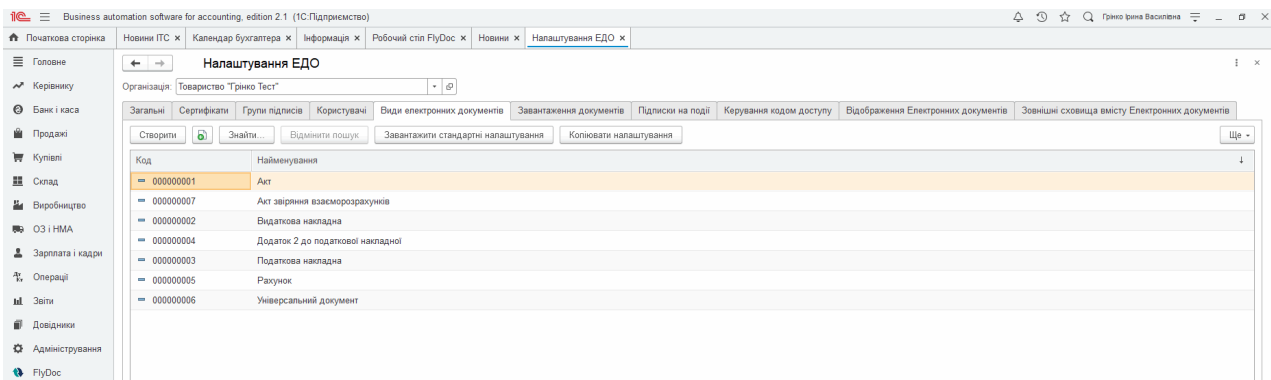 1С Business automation software for accounting, edition 2.1 (1С:Підприємство) Грінко Ірина Василівна
Початкова сторінка Новини ІТС × Календар бухгалтера × Інформація × Робочий стіл FlyDoc × Новини × Налаштування ЕДО ×
Головне
Керівнику
Банк і каса
Продажі
Купівлі
Склад
Виробництво
ОЗ і НМА
Зарплата і кадри
Операції
Звіти
Довідники
Адміністрування
FlyDoc
Налаштування ЕДО
Організація: Товариство "Грінко Тест"
Загальні Сертифікати Групи підписів Користувачі Види електронних документів Завантаження документів Підписки на події Керування кодом доступу Відображення Електронних документів Зовнішні сховища вмісту Електронних документів
Створити Знайти... Відмінити пошук Завантажити стандартні налаштування Копіювати налаштування Ще
Код Найменування
000000001 Акт
000000007 Акт звіряння взаєморозрахунків
000000002 Видаткова накладна
000000004 Додаток 2 до податкової накладної
000000003 Податкова накладна
000000005 Рахунок
000000006 Універсальний документ